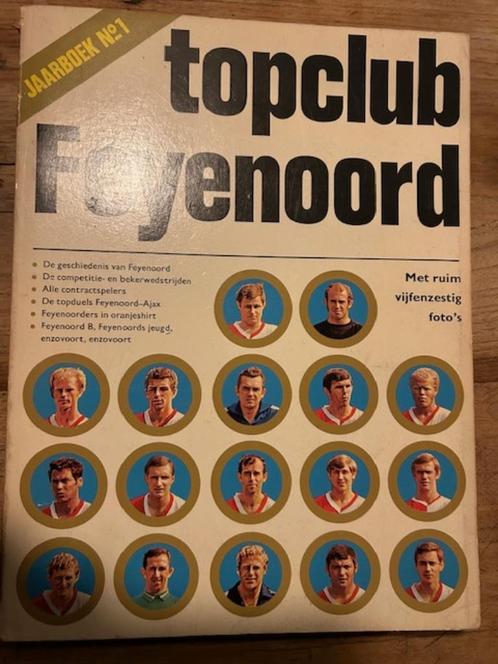 JAARBOEK Nº1
topclub
Feyenoord
• De geschiedenis van Feyenoord
• De competitie- en bekerwedstrijden
• Alle contractspelers
• De topduels Feyenoord–Ajax
• Feyenoorders in oranjeshirt
• Feyenoord B, Feyenoords jeugd,
enzovoort, enzovoort
Met ruim
vijfenzestig
foto's